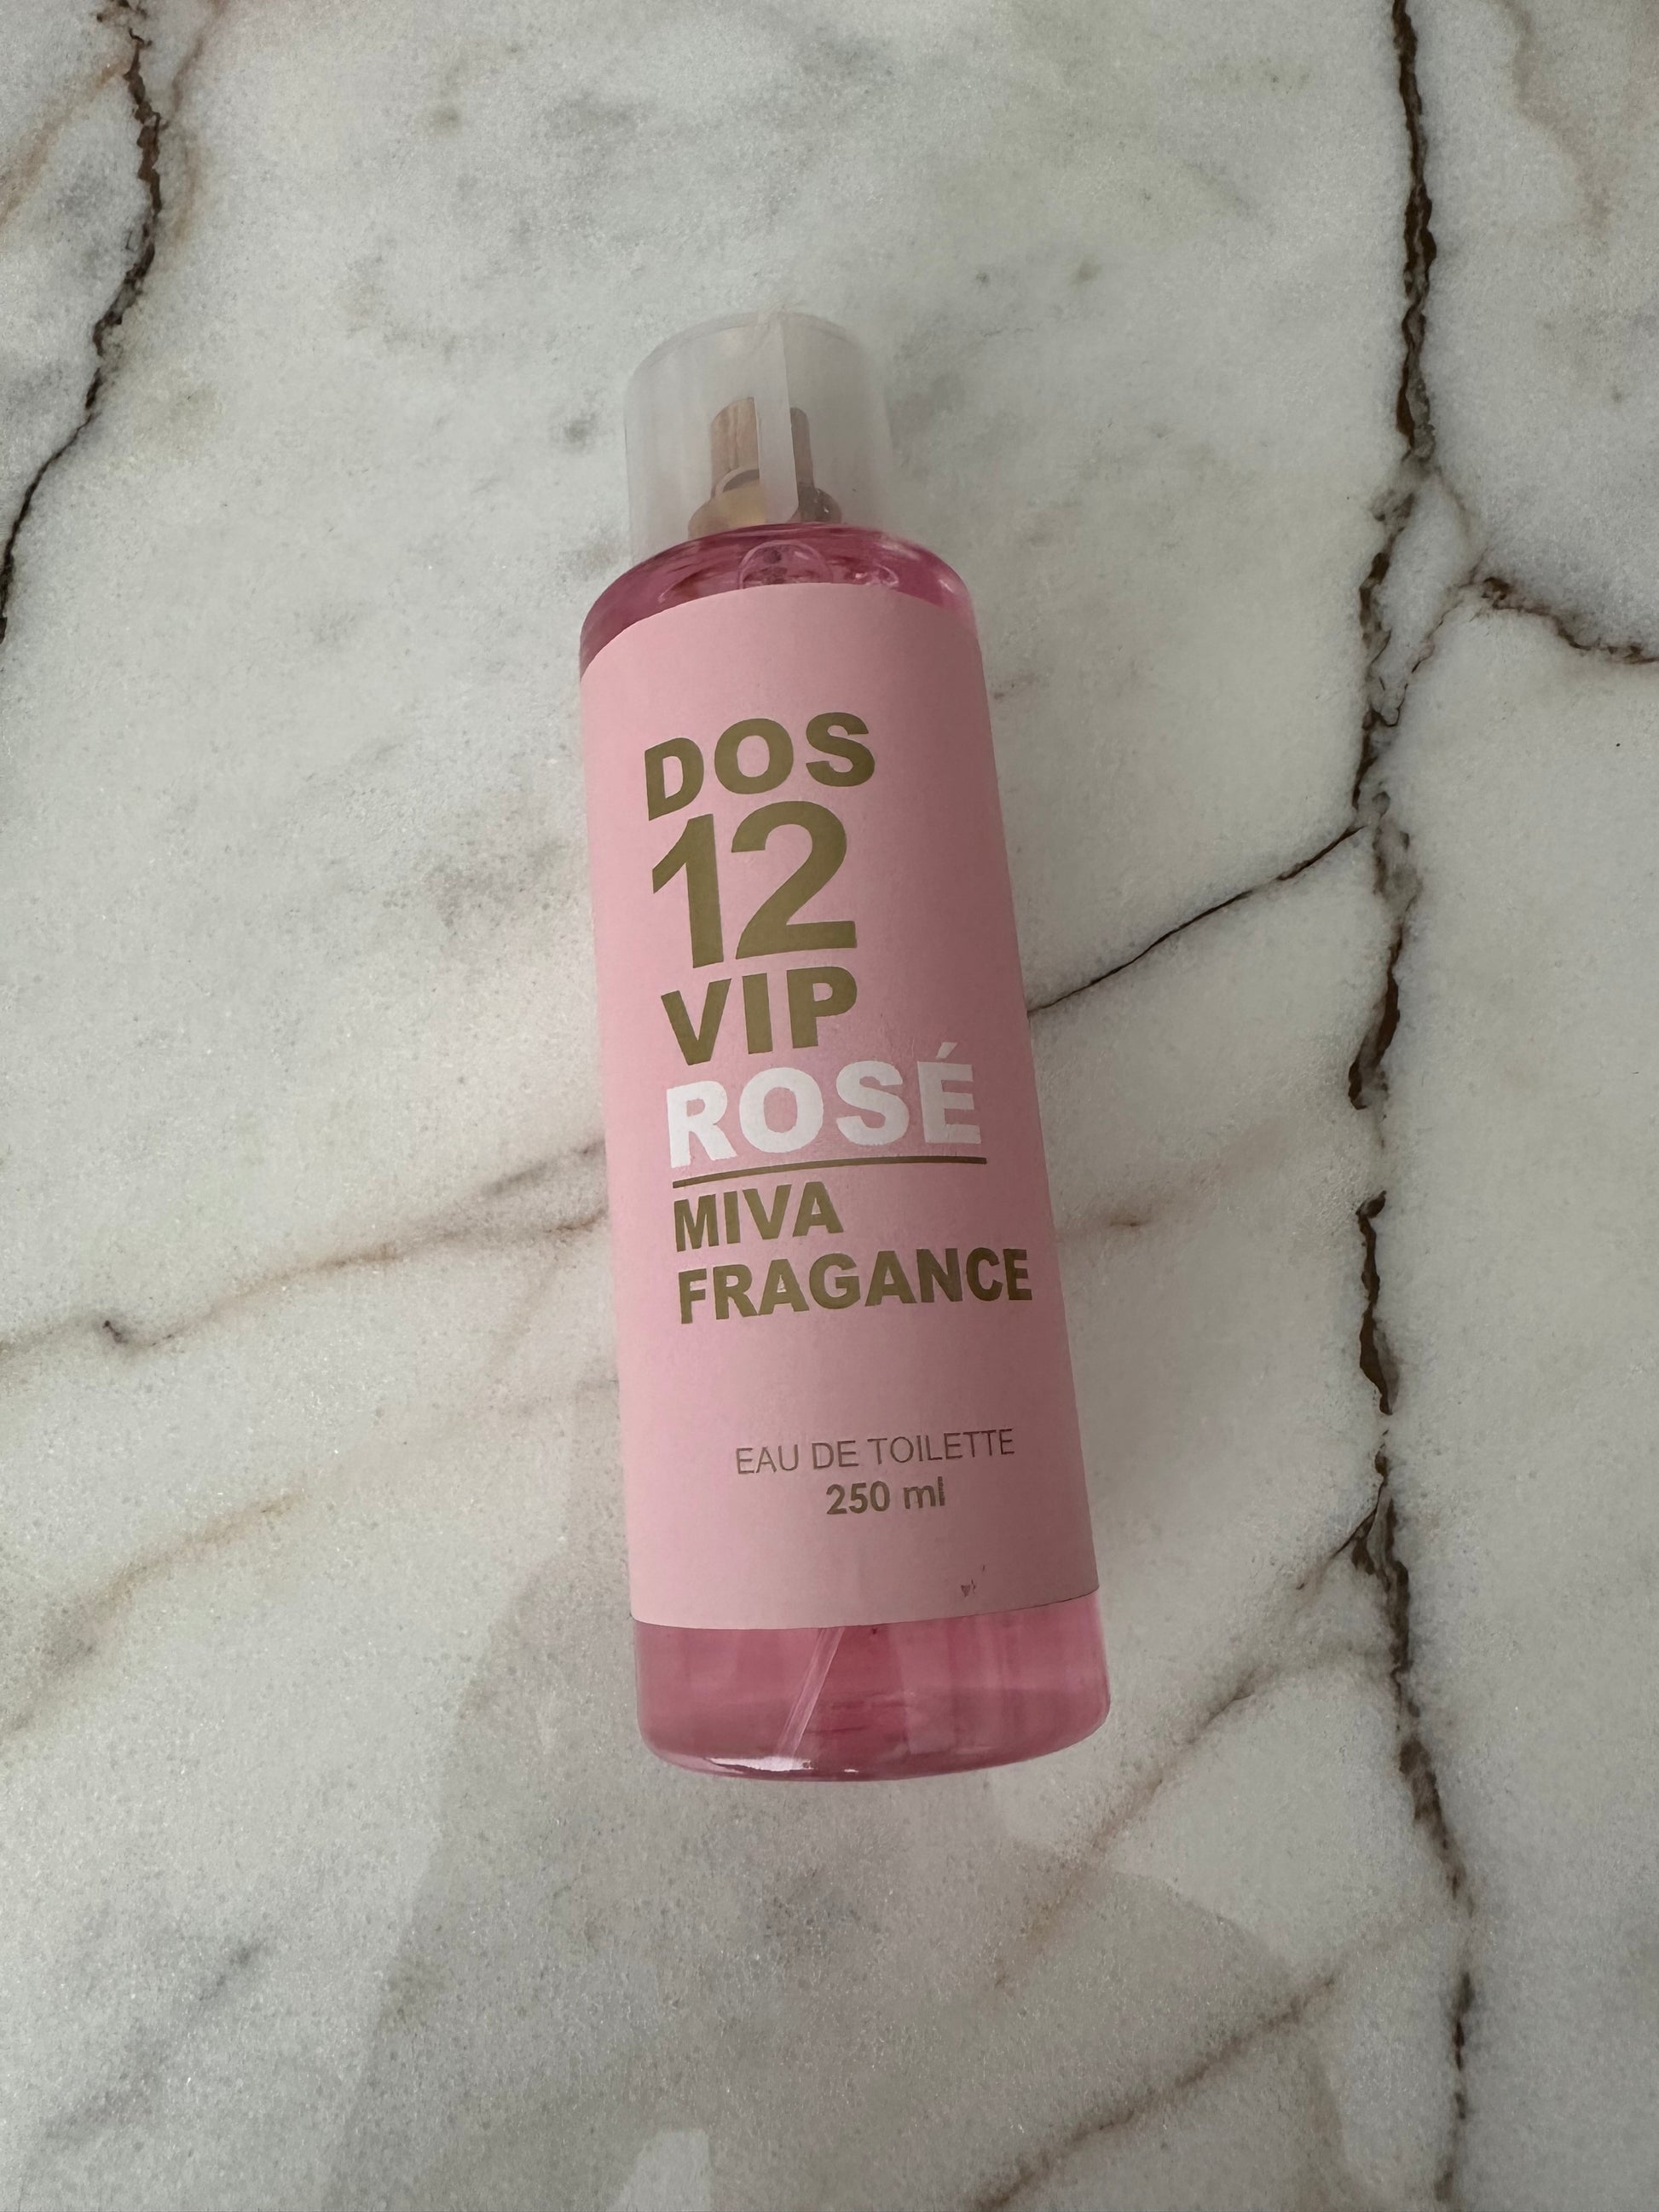 DOS
12
VIP
ROSÉ
MIVA
FRAGANCE
EAU DE TOILETTE
250 ml